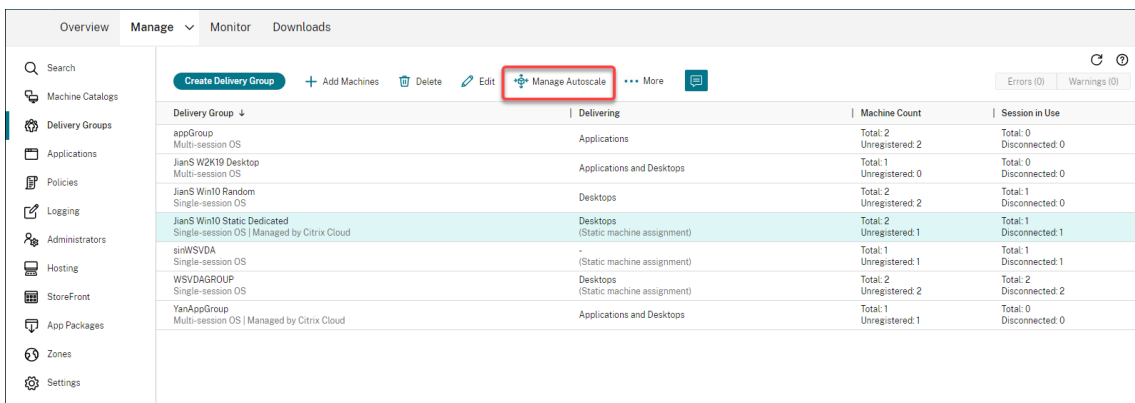 Overview Manage Monitor Downloads
Search
Machine Catalogs
Delivery Groups
Applications
Policies
Logging
Administrators
Hosting
StoreFront
App Packages
Zones
Settings
Create Delivery Group Add Machines Delete Edit Manage Autoscale More
Errors (0) Warnings (0)
Delivery Group ↓ Delivering Machine Count Session in Use
appGroup Applications Total: 2 Total: 0
Multi-session OS Unregistered: 2 Disconnected: 0
JianS W2K19 Desktop Applications and Desktops Total: 1 Total: 0
Multi-session OS Unregistered: 0 Disconnected: 0
JianS Win10 Random Desktops Total: 2 Total: 1
Single-session OS Unregistered: 2 Disconnected: 0
JianS Win10 Static Dedicated Desktops Total: 2 Total: 1
Single-session OS | Managed by Citrix Cloud (Static machine assignment) Unregistered: 1 Disconnected: 1
sinWSVDA - Total: 1 Total: 1
Single-session OS (Static machine assignment) Unregistered: 1 Disconnected: 1
WSVDAGROUP Desktops Total: 2 Total: 2
Single-session OS (Static machine assignment) Unregistered: 2 Disconnected: 2
YanAppGroup Applications and Desktops Total: 1 Total: 0
Multi-session OS | Managed by Citrix Cloud Unregistered: 1 Disconnected: 0